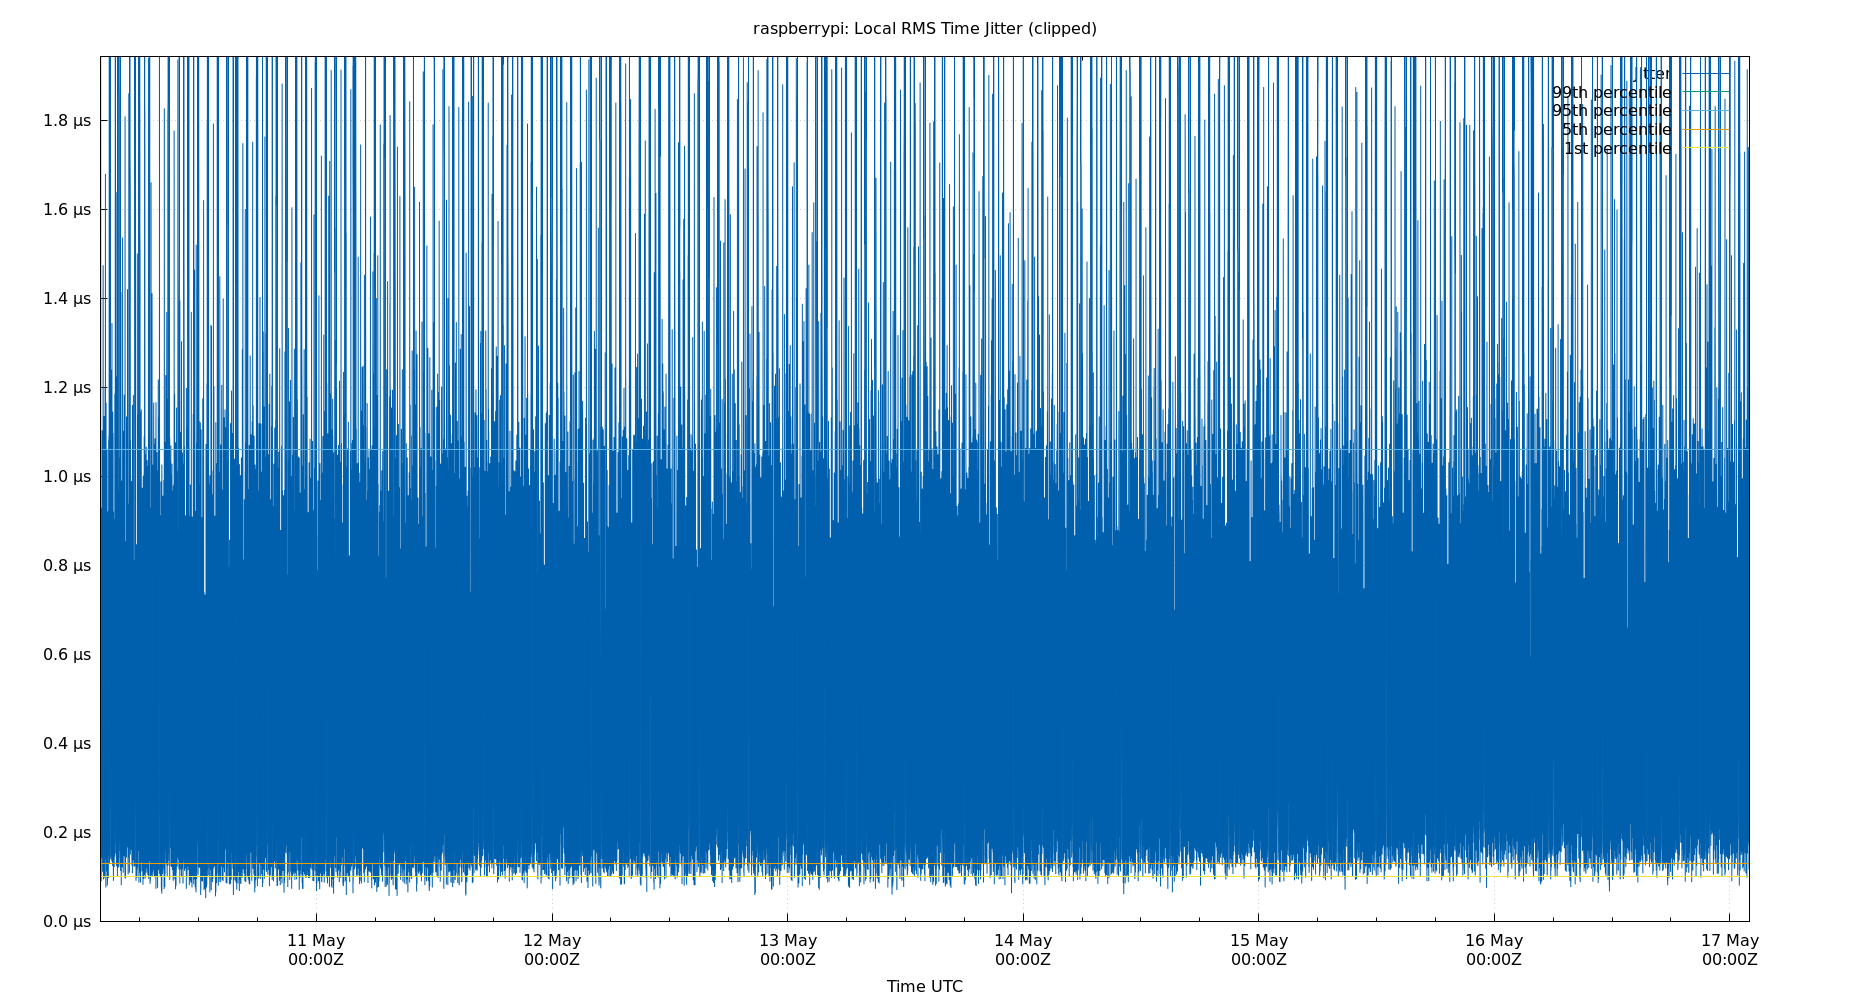 raspberrypi: Local RMS Time Jitter (clipped)
jitter
99th percentile
95th percentile
5th percentile
1st percentile
1.8 µs
1.6 µs
1.4 µs
1.2 µs
1.0 µs
0.8 µs
0.6 µs
0.4 µs
0.2 µs
0.0 µs
11 May 12 May 13 May 14 May 15 May 16 May 17 May
00:00Z 00:00Z 00:00Z 00:00Z 00:00Z 00:00Z 00:00Z
Time UTC